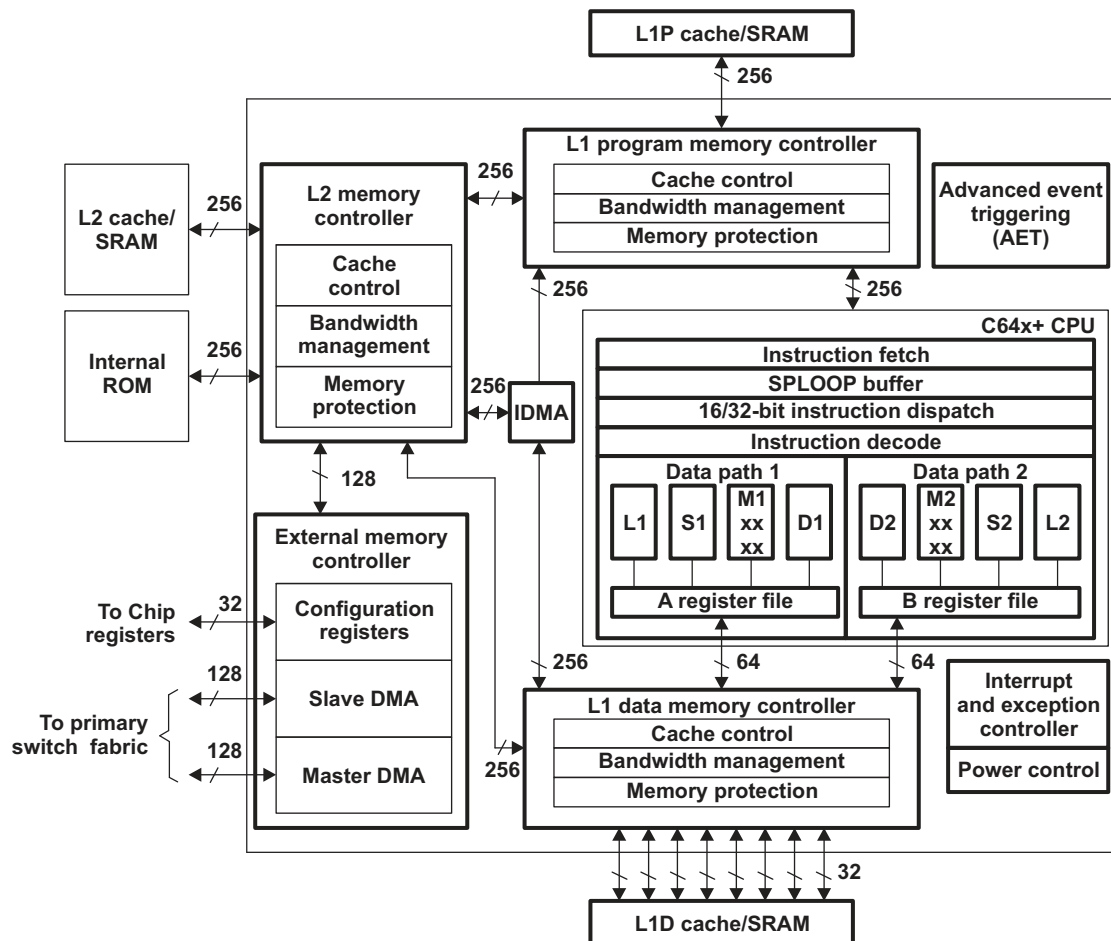 L1P cache/SRAM
256
L1 program memory controller
Cache control
Bandwidth management
Memory protection
Advanced event
triggering
(AET)
L2 cache/
SRAM
256
L2 memory
controller
256
Cache
control
Bandwidth
management
Memory
protection
Internal
ROM
256
256
IDMA
256
256
C64x+ CPU
Instruction fetch
SPLOOP buffer
16/32-bit instruction dispatch
Instruction decode
Data path 1
L1
S1
M1
xx
xx
D1
A register file
Data path 2
D2
M2
xx
xx
S2
L2
B register file
128
External memory
controller
Configuration
registers
Slave DMA
Master DMA
To Chip
registers
32
To primary
switch fabric
128
128
256
64
64
256
L1 data memory controller
Cache control
Bandwidth management
Memory protection
Interrupt
and exception
controller
Power control
32
L1D cache/SRAM